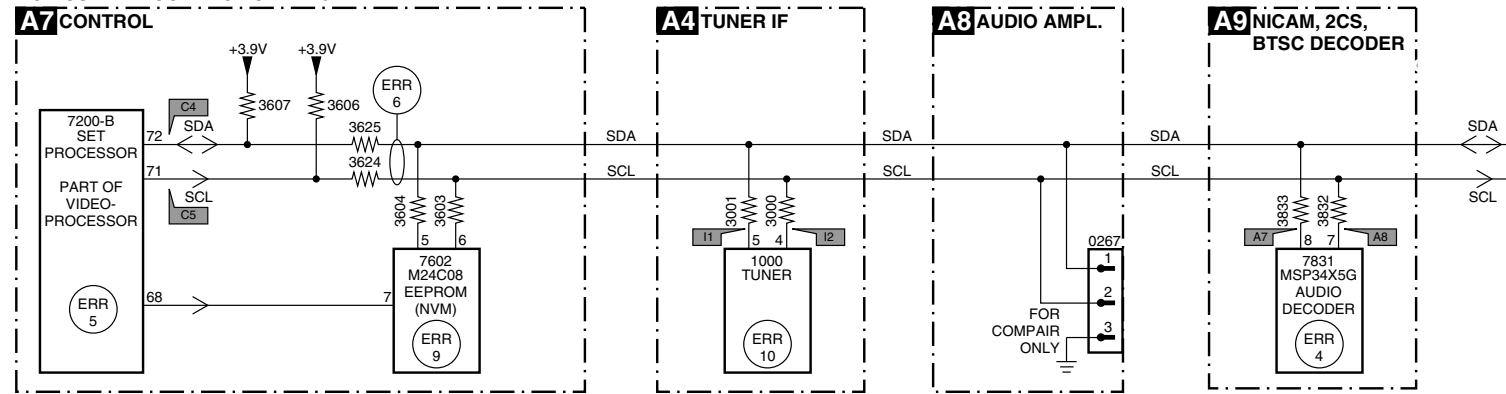 A7 CONTROL
+3.9V
+3.9V
3607
3606
ERR
6
C4
72
SDA
3625
71
SCL
3624
C5
7200-B
SET
PROCESSOR
PART OF
VIDEO-
PROCESSOR
ERR
5
68
3604
3603
5
6
7
7602
M24C08
EEPROM
(NVM)
ERR
9
SDA
SCL
A4 TUNER IF
3001
3000
I1
5
4
I2
1000
TUNER
ERR
10
SDA
SCL
A8 AUDIO AMPL.
0267
1
2
3
FOR
COMPAIR
ONLY
SDA
SCL
A9 NICAM, 2CS,
BTSC DECODER
3833
3832
A7
8
7
A8
7831
MSP34X5G
AUDIO
DECODER
ERR
4
SDA
SCL